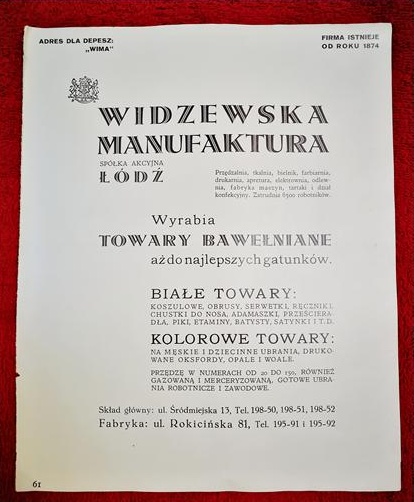 ADRES DLA DEPESZ:
„WIMA"
FIRMA ISTNIEJE
OD ROKU 1874
WIDZEWSKA
MANUFAKTURA
SPÓŁKA AKCYJNA
ŁÓDŹ
Przędzalnia, tkalnia, bielnik, farbiarnia,
drukarnia, apretura, elektrownia, odlew-
nia, fabryka maszyn, tartaki i dział
konfekcyjny. Zatrudnia 6500 robotników.
Wyrabia
TOWARY BAWEŁNIANE
aż do najlepszych gatunków.
BIAŁE TOWARY:
KOSZULOWE, OBRUSY, SERWETKI, RĘCZNIKI,
CHUSTKI DO NOSA, ADAMASZKI, PRZEŚCIERA-
DŁA, PIKI, ETAMINY, BATYSTY, SATYNKI I T.D.
KOLOROWE TOWARY:
NA MĘSKIE I DZIECINNE UBRANIA, DRUKO-
WANE OKSFORDY, OPALE I WOALE.
PRZĘDZĘ W NUMERACH OD 20 DO 150, RÓWNIEŻ
GAZOWANĄ I MERCERYZOWANĄ, GOTOWE UBRA-
NIA ROBOTNICZE I ZAWODOWE.
Skład główny: ul. Śródmiejska 13, Tel. 198-50, 198-51, 198-52
Fabryka: ul. Rokicińska 81, Tel. 195-91 i 195-92
61